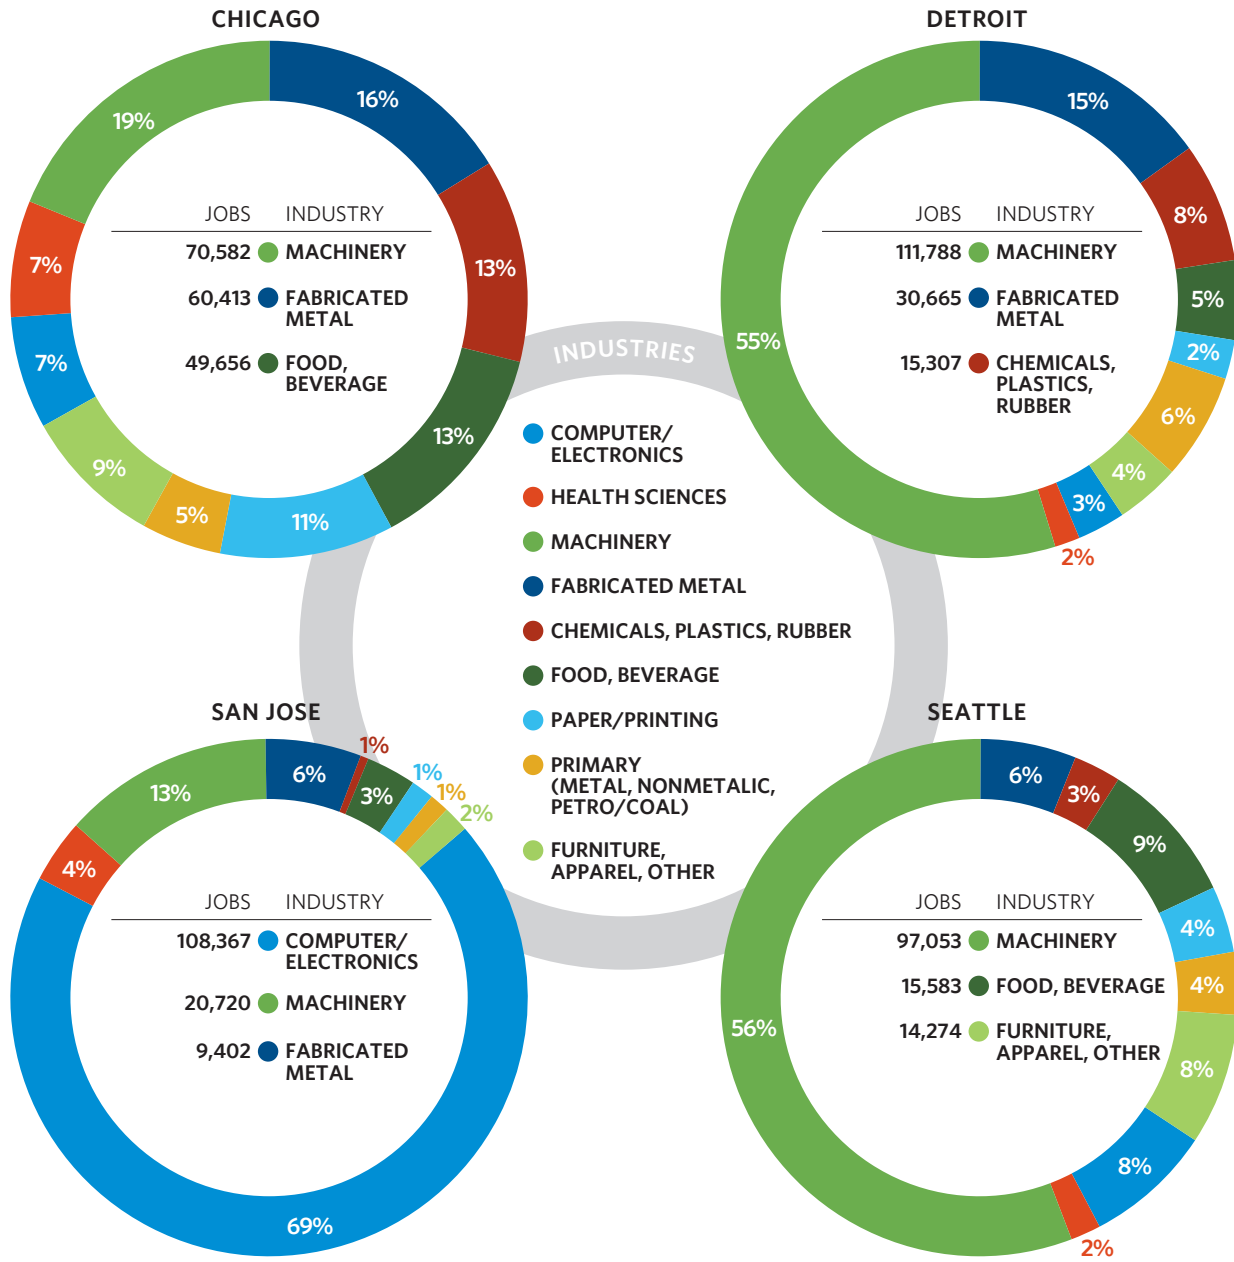 CHICAGO
16%
13%
13%
11%
5%
9%
7%
7%
19%
JOBS INDUSTRY
70,582 MACHINERY
60,413 FABRICATED
METAL
49,656 FOOD,
BEVERAGE
DETROIT
15%
8%
5%
2%
6%
4%
3%
2%
55%
JOBS INDUSTRY
111,788 MACHINERY
30,665 FABRICATED
METAL
15,307 CHEMICALS,
PLASTICS,
RUBBER
INDUSTRIES
COMPUTER/
ELECTRONICS
HEALTH SCIENCES
MACHINERY
FABRICATED METAL
CHEMICALS, PLASTICS, RUBBER
FOOD, BEVERAGE
PAPER/PRINTING
PRIMARY
(METAL, NONMETALIC,
PETRO/COAL)
FURNITURE,
APPAREL, OTHER
SAN JOSE
6%
1%
3%
1%
1%
2%
69%
4%
13%
JOBS INDUSTRY
108,367 COMPUTER/
ELECTRONICS
20,720 MACHINERY
9,402 FABRICATED
METAL
SEATTLE
6%
3%
9%
4%
4%
8%
8%
2%
56%
JOBS INDUSTRY
97,053 MACHINERY
15,583 FOOD, BEVERAGE
14,274 FURNITURE,
APPAREL, OTHER